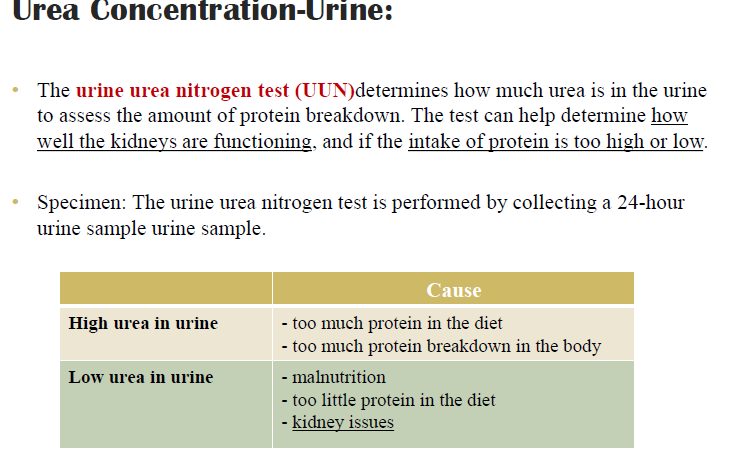 Urea Concentration-Urine:
• The urine urea nitrogen test (UUN)determines how much urea is in the urine
to assess the amount of protein breakdown. The test can help determine how
well the kidneys are functioning, and if the intake of protein is too high or low.
• Specimen: The urine urea nitrogen test is performed by collecting a 24-hour
urine sample urine sample.
Cause
High urea in urine
- too much protein in the diet
- too much protein breakdown in the body
Low urea in urine
- malnutrition
- too little protein in the diet
- kidney issues